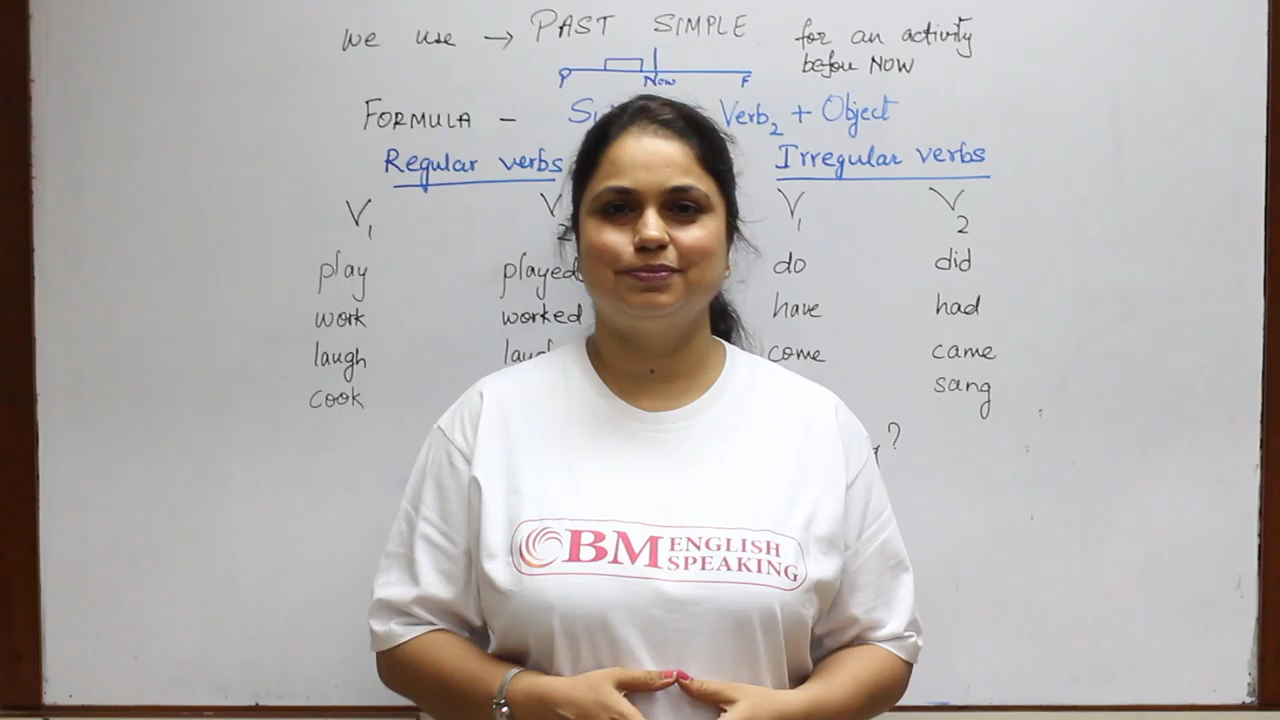 We use → PAST SIMPLE for an activity
before NOW
P Now F
FORMULA - Verb₂ + Object
Regular verbs Irregular verbs
V₁ V₂ V₁ V₂
play played do did
work worked have had
laugh come came
cook sang
?
BM ENGLISH
SPEAKING